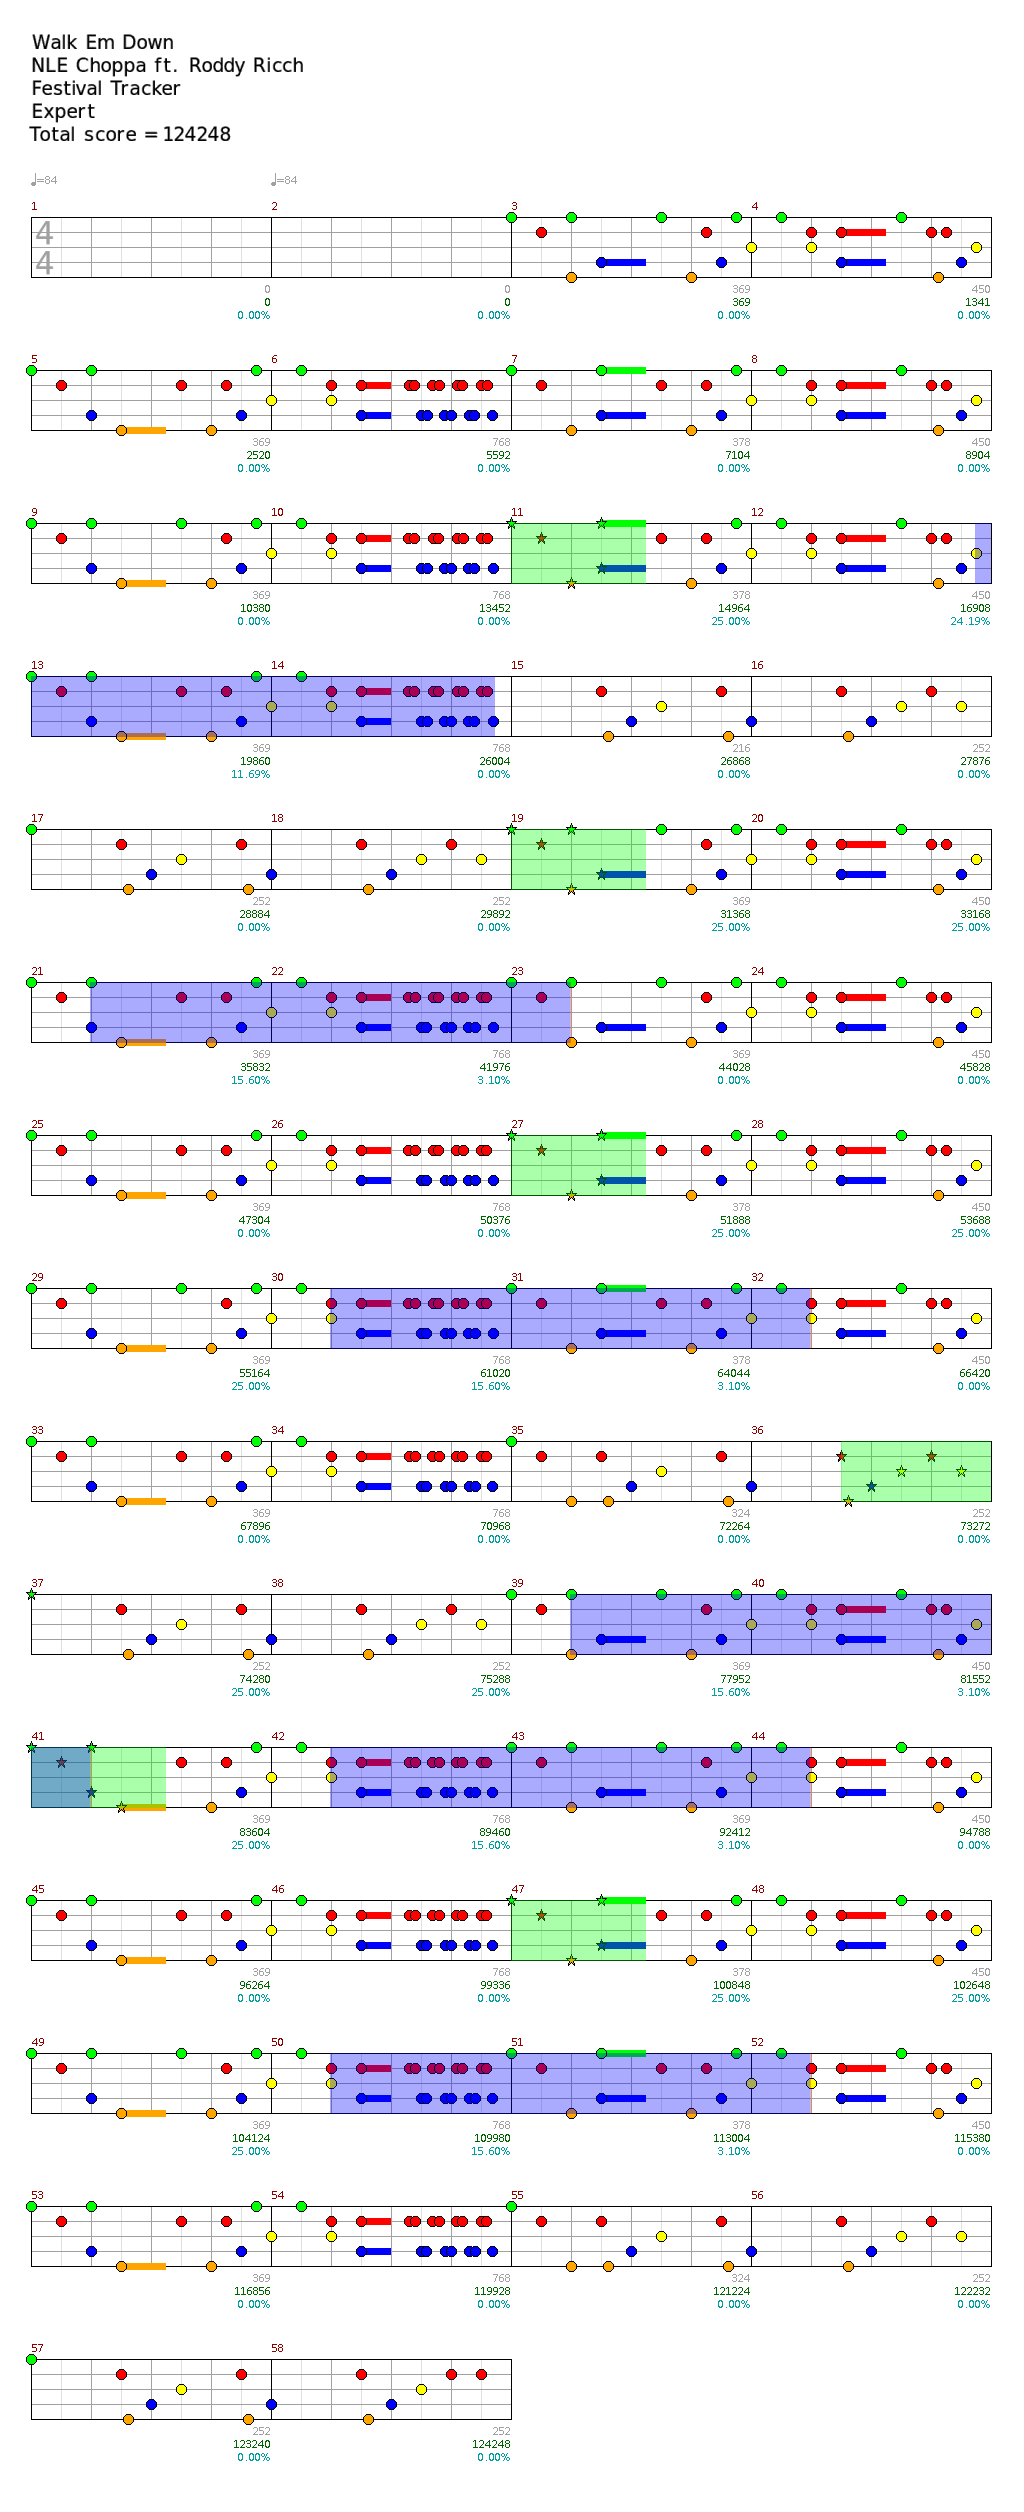 Walk Em Down
NLE Choppa ft. Roddy Ricch
Festival Tracker
Expert
Total score = 124248
♩=84 ♩=84
1 2 3 4
4
4
0 0 369 450
0 0 369 1341
0.00% 0.00% 0.00% 0.00%
5 6 7 8
369 768 378 450
2520 5592 7104 8904
0.00% 0.00% 0.00% 0.00%
9 10 11 12
369 768 378 450
10380 13452 14964 16908
0.00% 0.00% 25.00% 24.19%
13 14 15 16
369 768 216 252
19860 26004 26868 27876
11.69% 0.00% 0.00% 0.00%
17 18 19 20
252 252 369 450
28884 29892 31368 33168
0.00% 0.00% 25.00% 25.00%
21 22 23 24
369 768 369 450
35832 41976 44028 45828
15.60% 3.10% 0.00% 0.00%
25 26 27 28
369 768 378 450
47304 50376 51888 53688
0.00% 0.00% 25.00% 25.00%
29 30 31 32
369 768 378 450
55164 61020 64044 66420
25.00% 15.60% 3.10% 0.00%
33 34 35 36
369 768 324 252
67896 70968 72264 73272
0.00% 0.00% 0.00% 0.00%
37 38 39 40
252 252 369 450
74280 75288 77952 81552
25.00% 25.00% 15.60% 3.10%
41 42 43 44
369 768 369 450
83604 89460 92412 94788
25.00% 15.60% 3.10% 0.00%
45 46 47 48
369 768 378 450
96264 99336 100848 102648
0.00% 0.00% 25.00% 25.00%
49 50 51 52
369 768 378 450
104124 109980 113004 115380
25.00% 15.60% 3.10% 0.00%
53 54 55 56
369 768 324 252
116856 119928 121224 122232
0.00% 0.00% 0.00% 0.00%
57 58
252 252
123240 124248
0.00% 0.00%